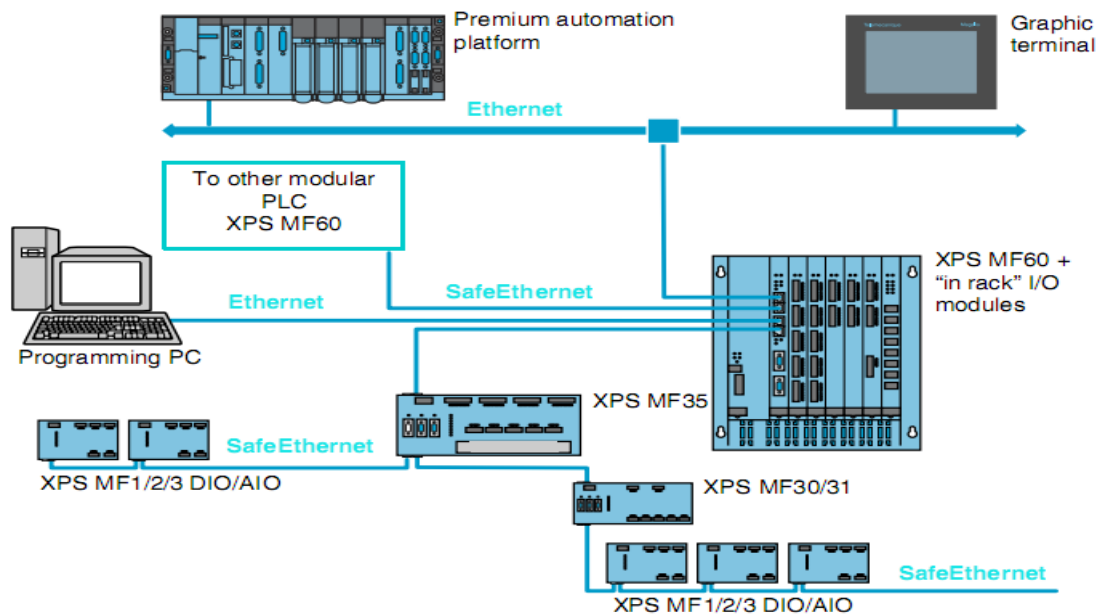 Premium automation
platform
Graphic
terminal
Ethernet
To other modular
PLC
XPS MF60
XPS MF60 +
“in rack” I/O
modules
SafeEthernet
Ethernet
Programming PC
XPS MF35
SafeEthernet
XPS MF1/2/3 DIO/AIO
XPS MF30/31
SafeEthernet
XPS MF1/2/3 DIO/AIO